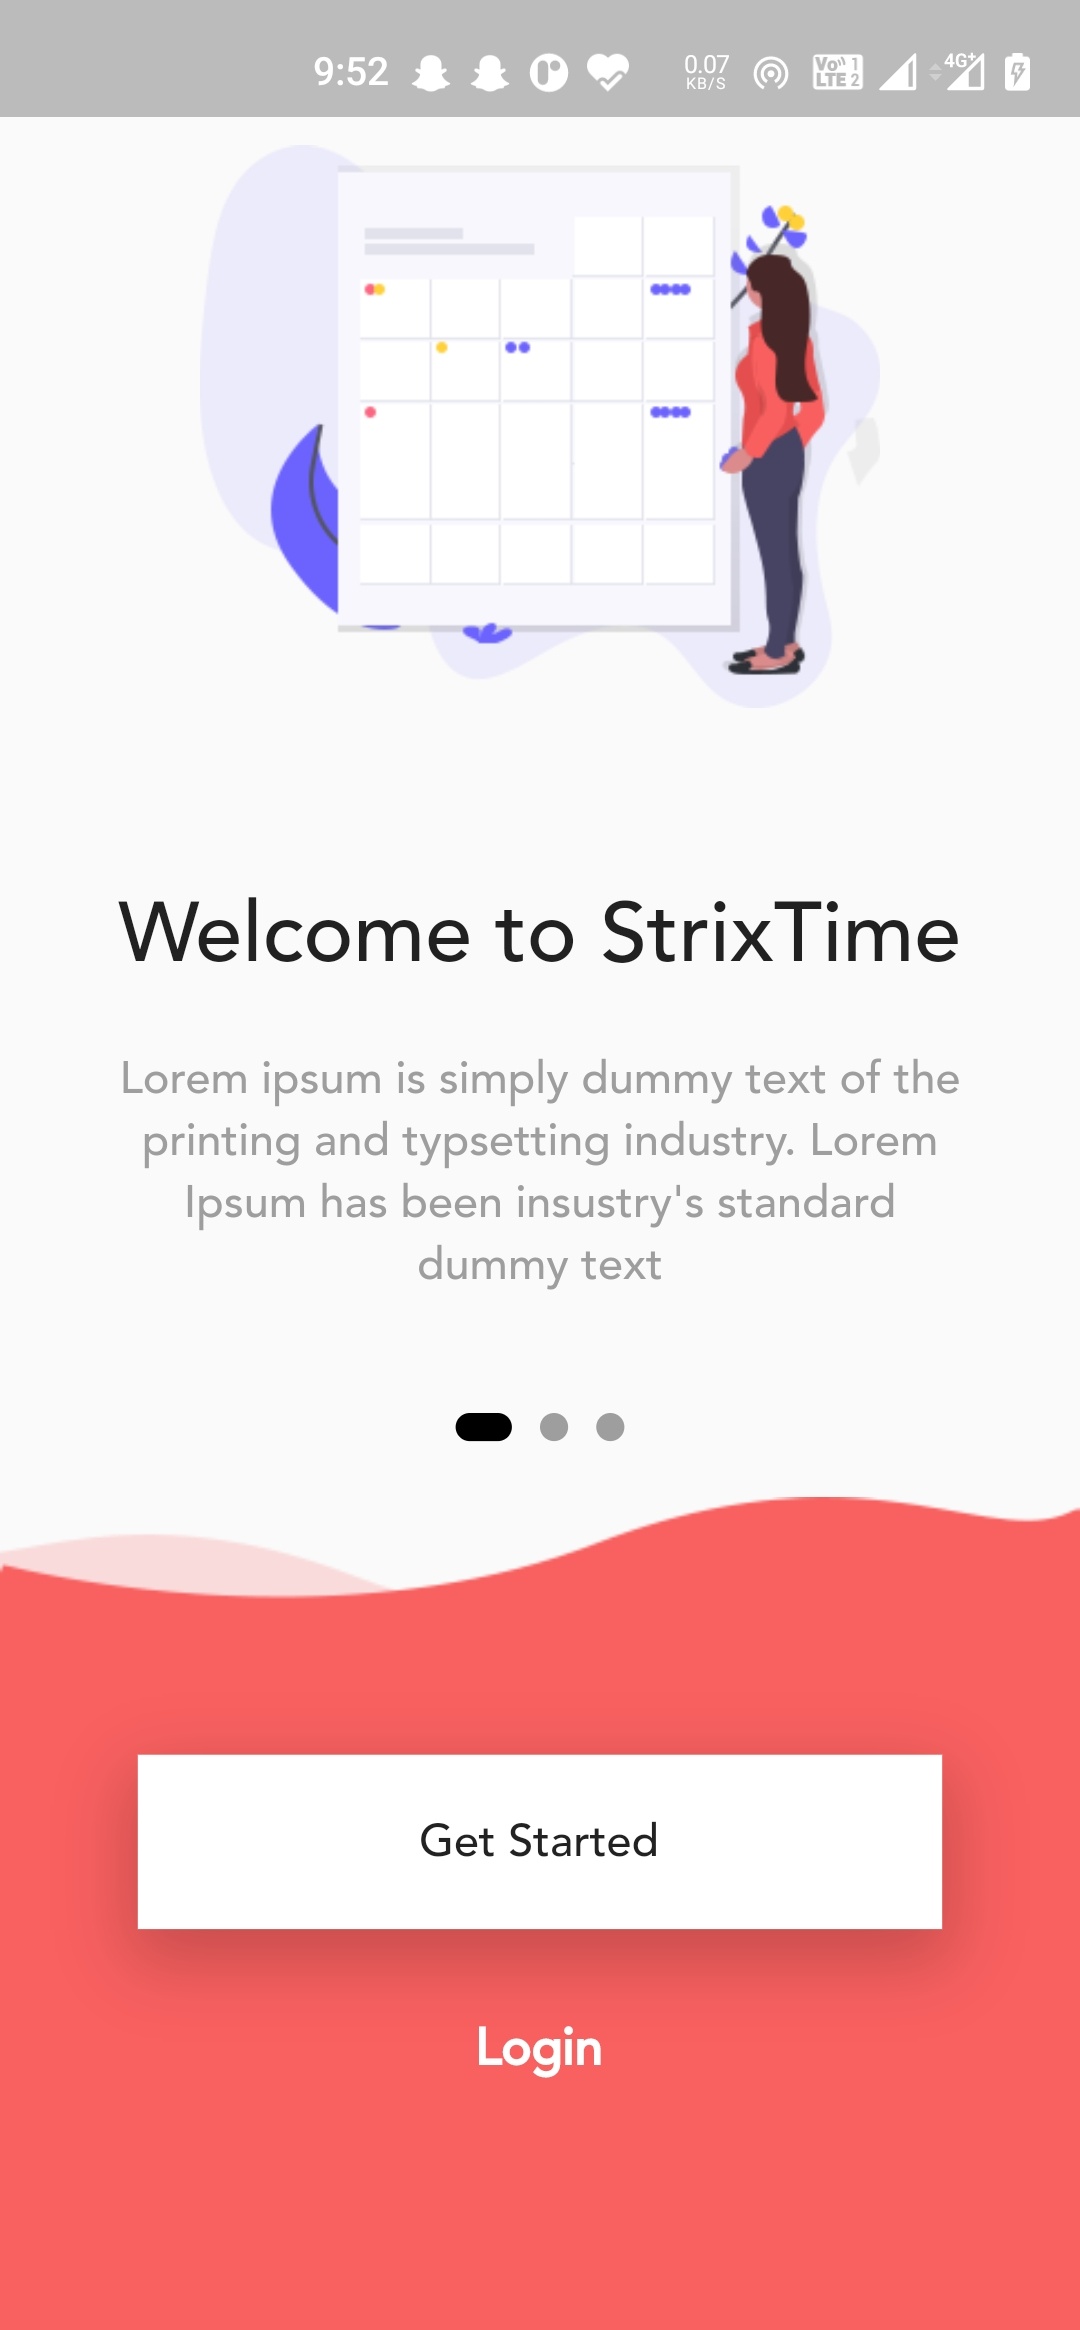 9:52 0.07 KB/S Vo LTE 1 2 4G+
Welcome to StrixTime
Lorem ipsum is simply dummy text of the
printing and typsetting industry. Lorem
Ipsum has been insustry's standard
dummy text
Get Started
Login